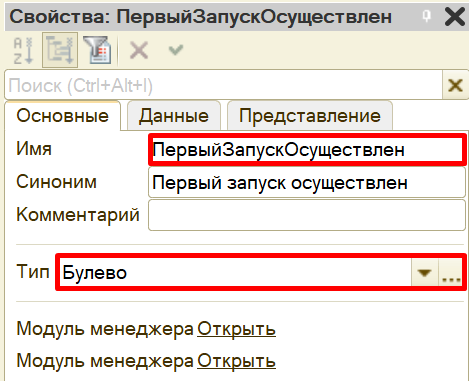 Свойства: ПервыйЗапускОсуществлен
Поиск (Ctrl+Alt+I)
Основные Данные Представление
Имя ПервыйЗапускОсуществлен
Синоним Первый запуск осуществлен
Комментарий
Тип Булево ...
Модуль менеджера Открыть
Модуль менеджера Открыть